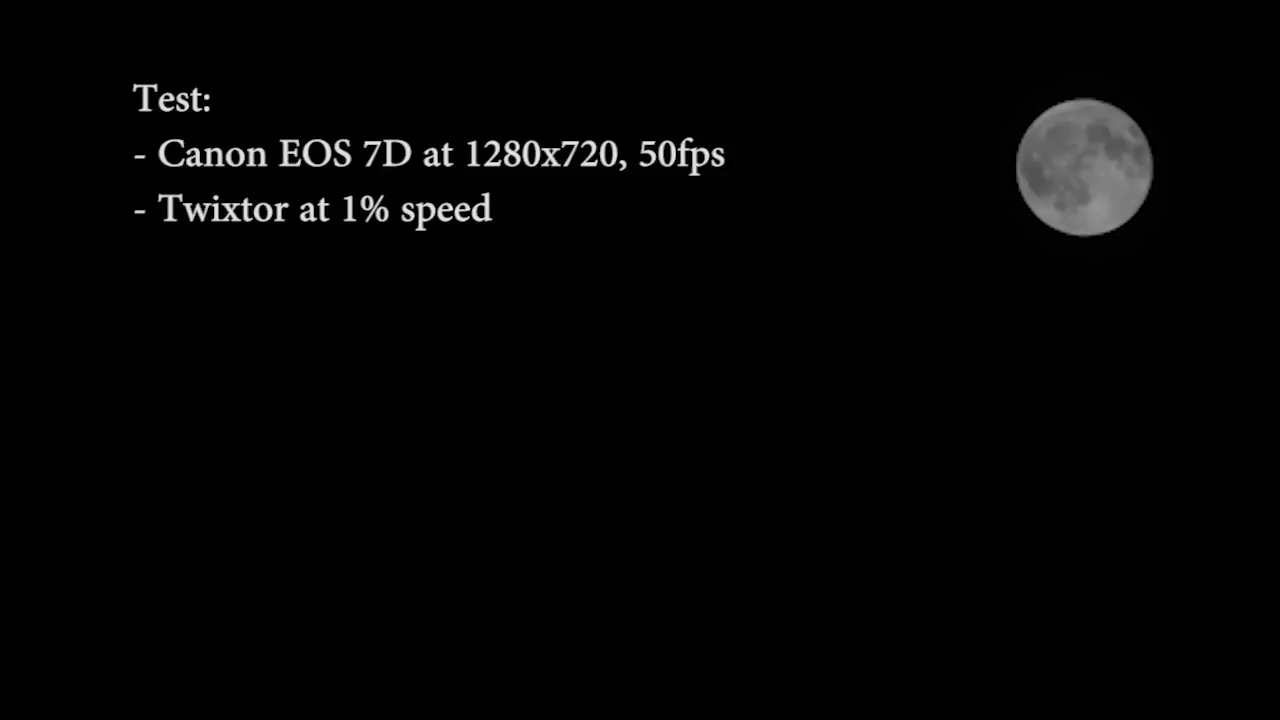 Test:
- Canon EOS 7D at 1280x720, 50fps
- Twixtor at 1% speed